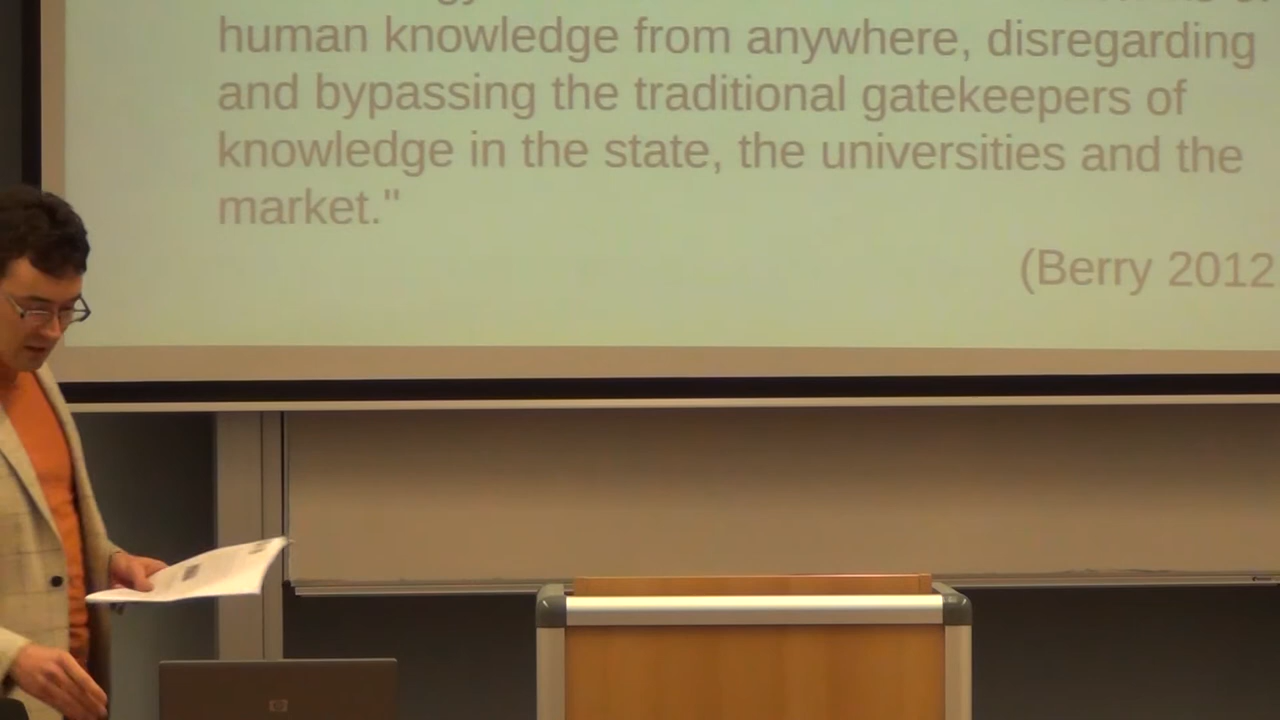 human knowledge from anywhere, disregarding
and bypassing the traditional gatekeepers of
knowledge in the state, the universities and the
market."
(Berry 2012
hp